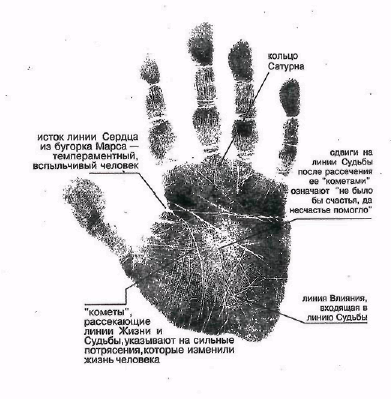 кольцо
Сатурна
исток линии Сердца
из бугорка Марса —
темпераментный,
вспыльчивый человек
сдвиги на
линии Судьбы
после рассечения
ее "кометами"
означают "не было
бы счастья, да
несчастье помогло"
линия Влияния,
входящая в
линию Судьбы
"кометы",
рассекающие
линии Жизни и
Судьбы,указывают на сильные
потрясения,которые изменили
жизнь человека